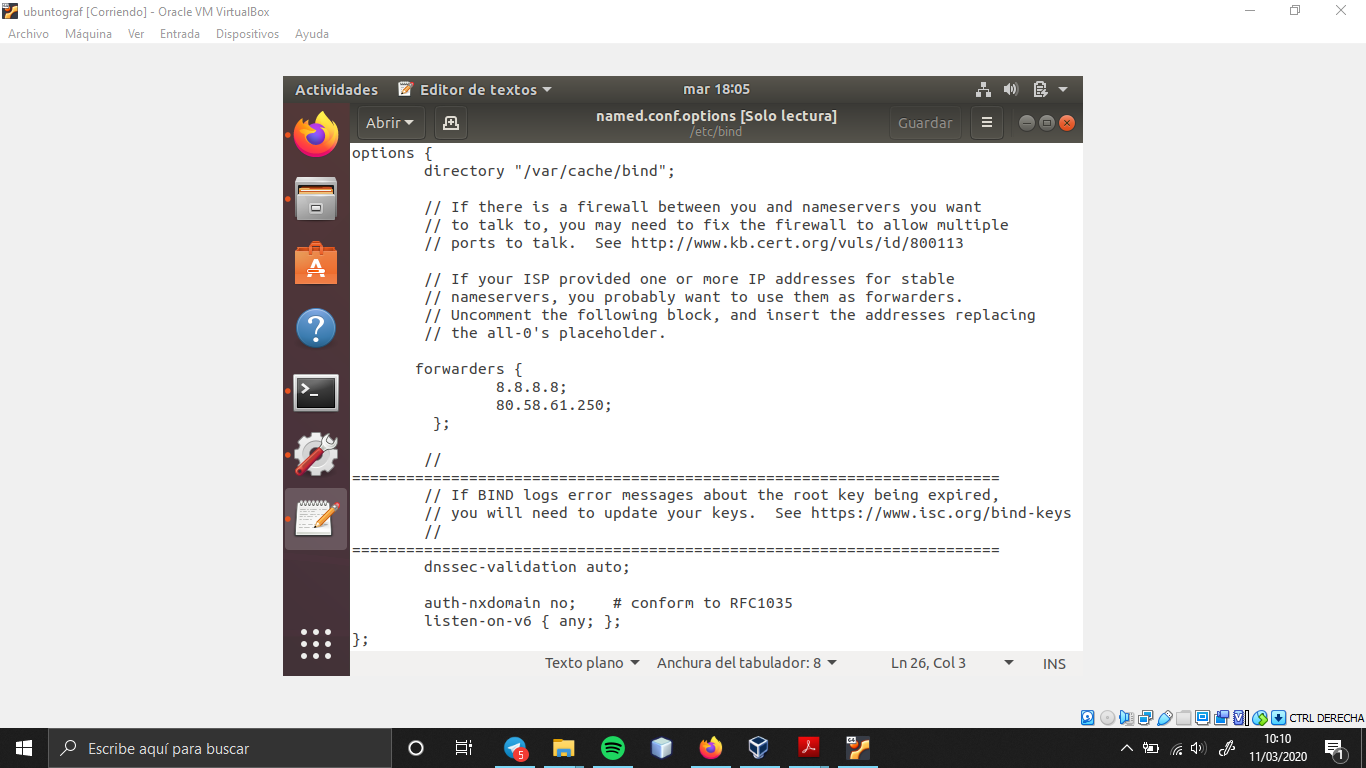 ubuntograf [Corriendo] - Oracle VM VirtualBox
Archivo Máquina Ver Entrada Dispositivos Ayuda
Actividades Editor de textos mar 18:05
Abrir named.conf.options [Solo lectura] Guardar
/etc/bind
options {
directory "/var/cache/bind";
// If there is a firewall between you and nameservers you want
// to talk to, you may need to fix the firewall to allow multiple
// ports to talk.  See http://www.kb.cert.org/vuls/id/800113
// If your ISP provided one or more IP addresses for stable
// nameservers, you probably want to use them as forwarders.
// Uncomment the following block, and insert the addresses replacing
// the all-0's placeholder.
forwarders {
8.8.8.8;
80.58.61.250;
};
//
========================================================================
// If BIND logs error messages about the root key being expired,
// you will need to update your keys.  See https://www.isc.org/bind-keys
//
========================================================================
dnssec-validation auto;
auth-nxdomain no;    # conform to RFC1035
listen-on-v6 { any; };
};
Texto plano Anchura del tabulador: 8 Ln 26, Col 3 INS
CTRL DERECHA
Escribe aquí para buscar 5 64 10:10
11/03/2020 1